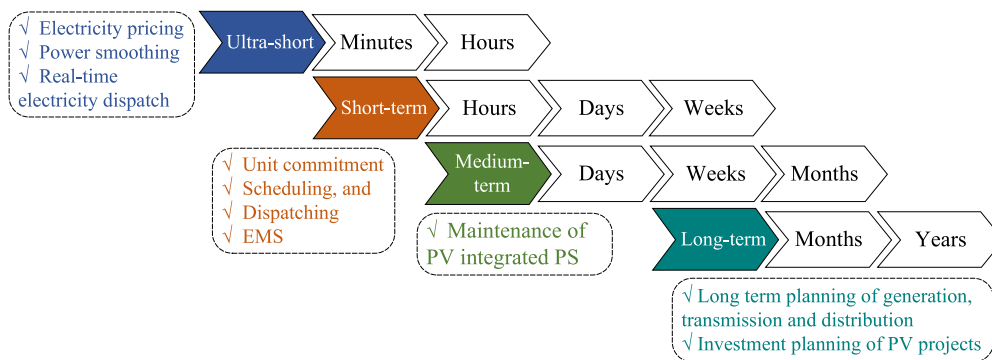 √ Electricity pricing
√ Power smoothing
√ Real-time
electricity dispatch
Ultra-short
Minutes
Hours
Short-term
Hours
Days
Weeks
√ Unit commitment
√ Scheduling, and
√ Dispatching
√ EMS
Medium-
term
Days
Weeks
Months
√ Maintenance of
PV integrated PS
Long-term
Months
Years
√ Long term planning of generation,
transmission and distribution
√ Investment planning of PV projects